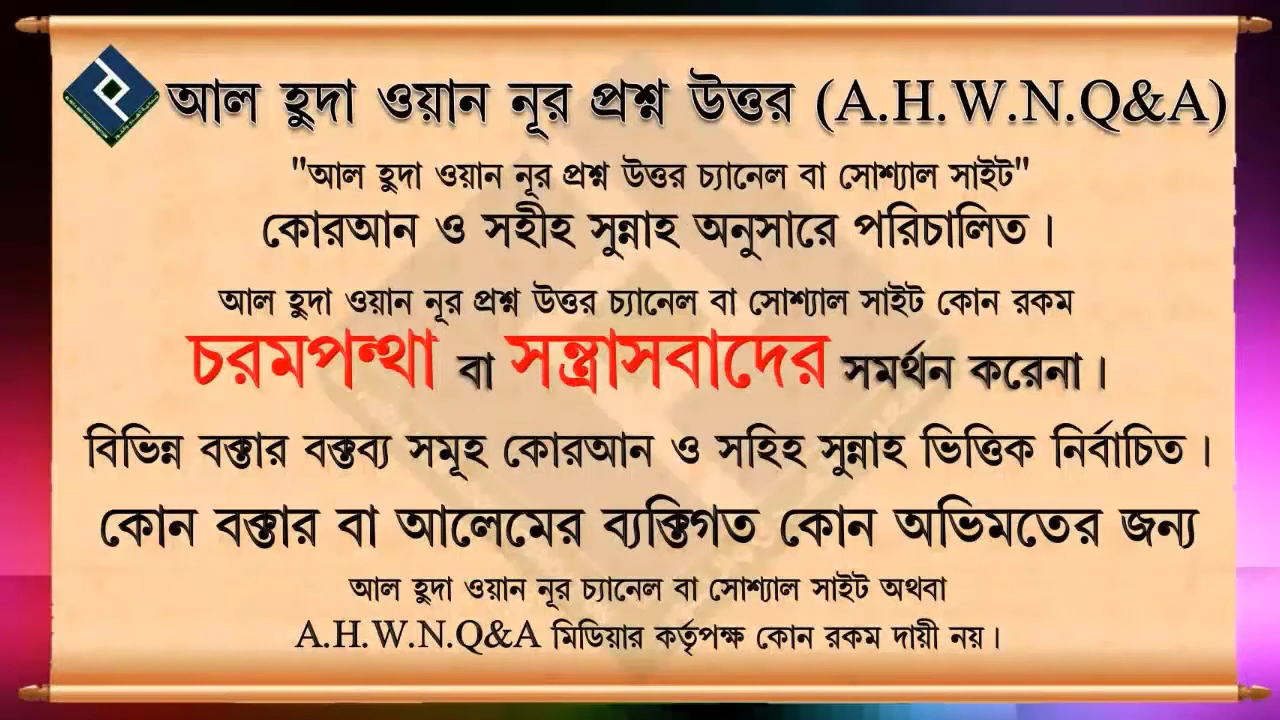 আল হুদা ওয়ান নূর প্রশ্ন উত্তর (A.H.W.N.Q&A)
"আল হুদা ওয়ান নূর প্রশ্ন উত্তর চ্যানেল বা সোশ্যাল সাইট"
কোরআন ও সহীহ সুন্নাহ অনুসারে পরিচালিত ।
আল হুদা ওয়ান নূর প্রশ্ন উত্তর চ্যানেল বা সোশ্যাল সাইট কোন রকম
চরমপন্থা বা সন্ত্রাসবাদের সমর্থন করেনা ।
বিভিন্ন বক্তার বক্তব্য সমূহ কোরআন ও সহিহ সুন্নাহ ভিত্তিক নির্বাচিত ।
কোন বক্তার বা আলেমের ব্যক্তিগত কোন অভিমতের জন্য
আল হুদা ওয়ান নূর চ্যানেল বা সোশ্যাল সাইট অথবা
A.H.W.N.Q&A মিডিয়ার কর্তৃপক্ষ কোন রকম দায়ী নয় ।